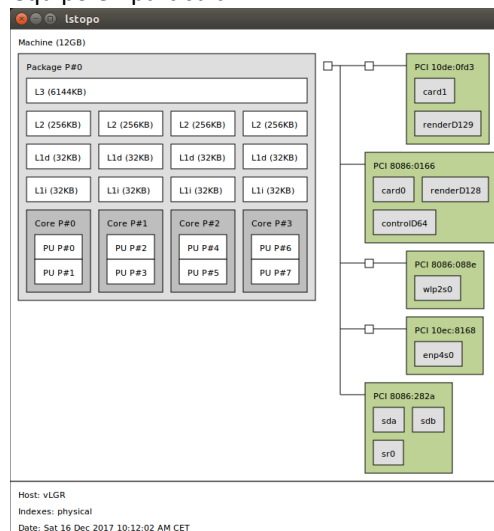 lstopo
Machine (12GB)
Package P#0
L3 (6144KB)
L2 (256KB) L2 (256KB) L2 (256KB) L2 (256KB)
L1d (32KB) L1d (32KB) L1d (32KB) L1d (32KB)
L1i (32KB) L1i (32KB) L1i (32KB) L1i (32KB)
Core P#0 Core P#1 Core P#2 Core P#3
PU P#0 PU P#2 PU P#4 PU P#6
PU P#1 PU P#3 PU P#5 PU P#7
PCI 10de:0fd3
card1
renderD129
PCI 8086:0166
card0 renderD128
controlD64
PCI 8086:088e
wlp2s0
PCI 10ec:8168
enp4s0
PCI 8086:282a
sda sdb
sr0
Host: vLGR
Indexes: physical
Date: Sat 16 Dec 2017 10:12:02 AM CET